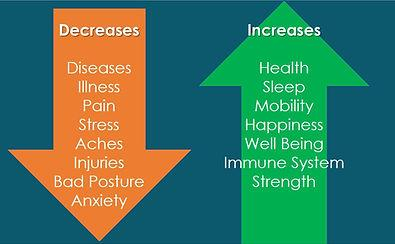 Decreases
Diseases
Illness
Pain
Stress
Aches
Injuries
Bad Posture
Anxiety
Increases
Health
Sleep
Mobility
Happiness
Well Being
Immune System
Strength